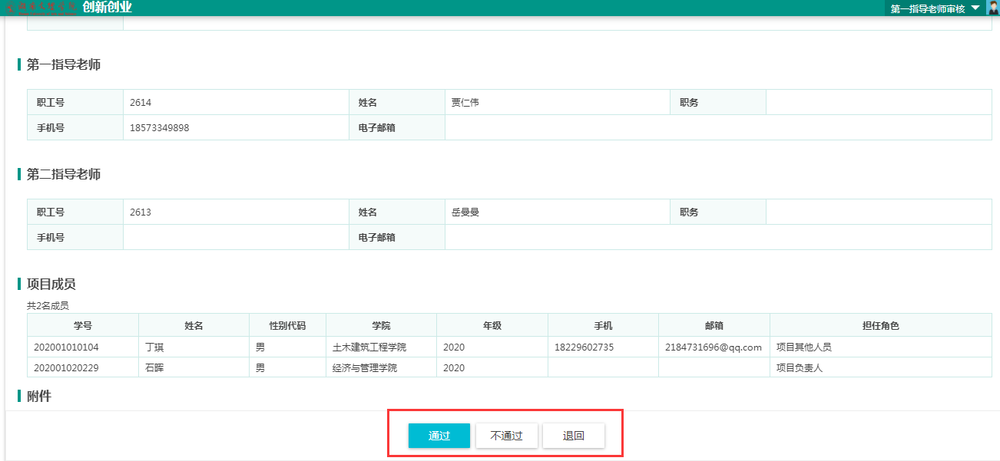 创新创业
第一指导老师审核
第一指导老师
职工号 2614 姓名 贾仁伟 职务
手机号 18573349898 电子邮箱
第二指导老师
职工号 2613 姓名 岳曼曼 职务
手机号 电子邮箱
项目成员
共2名成员
学号 姓名 性别代码 学院 年级 手机 邮箱 担任角色
202001010104 丁琪 男 土木建筑工程学院 2020 18229602735 2184731696@qq.com 项目其他人员
202001020229 石晖 男 经济与管理学院 2020 项目负责人
附件
通过 不通过 退回